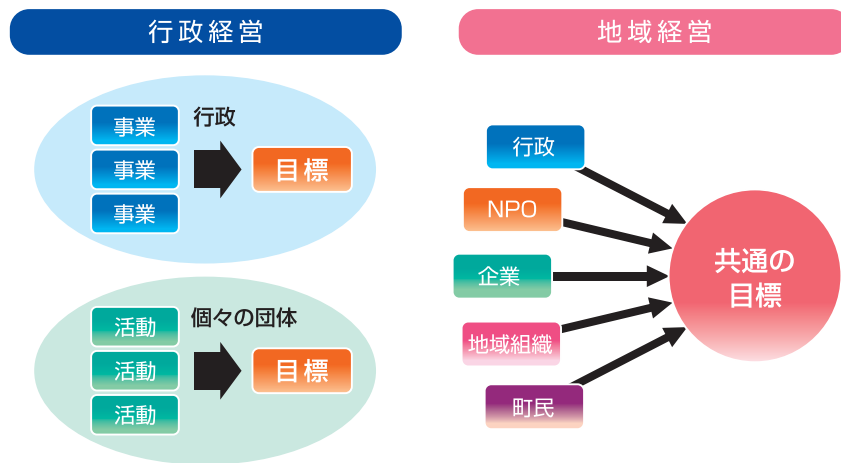 行政経営
行政
事業
事業
事業
目標
個々の団体
活動
活動
活動
目標
地域経営
行政
NPO
企業
地域組織
町民
共通の
目標